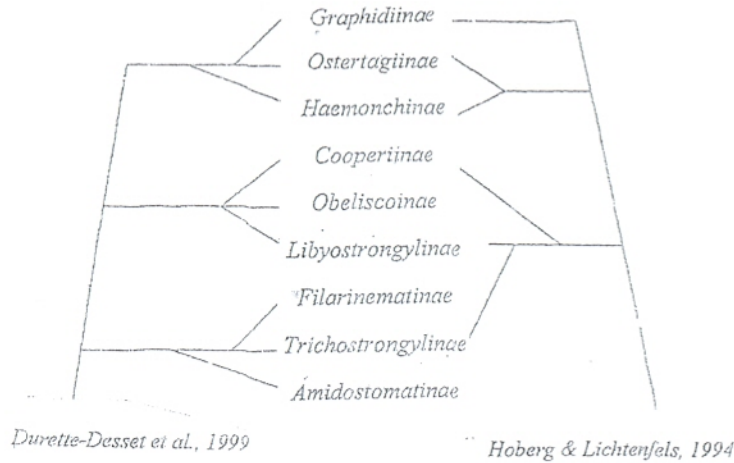 Graphidiinae
Ostertagiinae
Haemonchinae
Cooperiinae
Obeliscoinae
Libyostrongylinae
Filarinematinae
Trichostrongylinae
Amidostomatinae
Durette-Desset et al., 1999
Hoberg & Lichtenfels, 1994